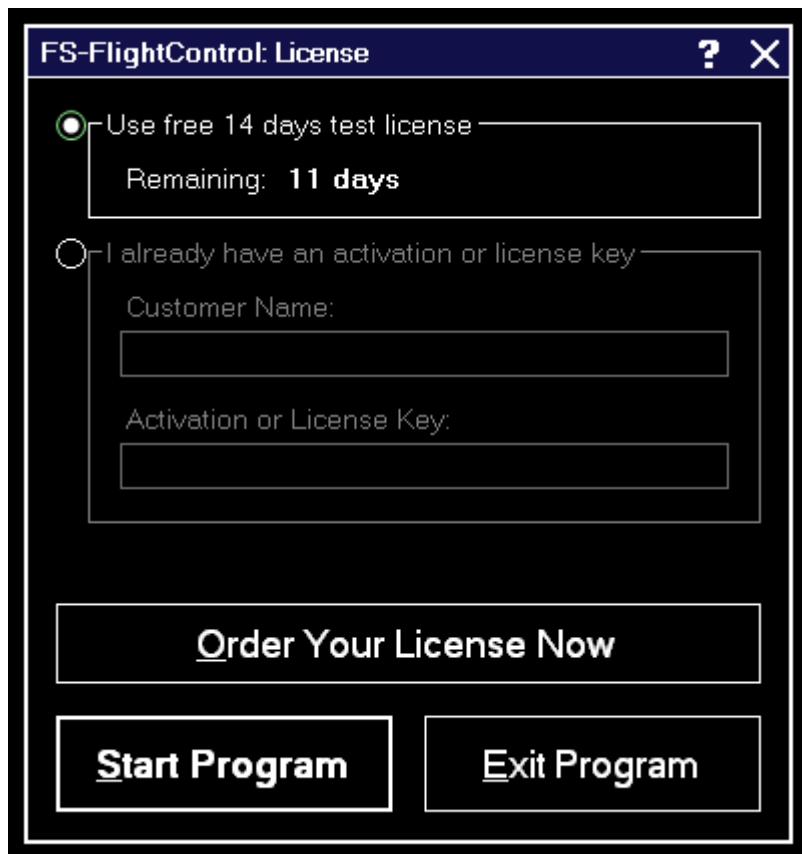 FS-FlightControl: License ? X
Use free 14 days test license
Remaining: 11 days
I already have an activation or license key
Customer Name:
Activation or License Key:
Order Your License Now
Start Program Exit Program